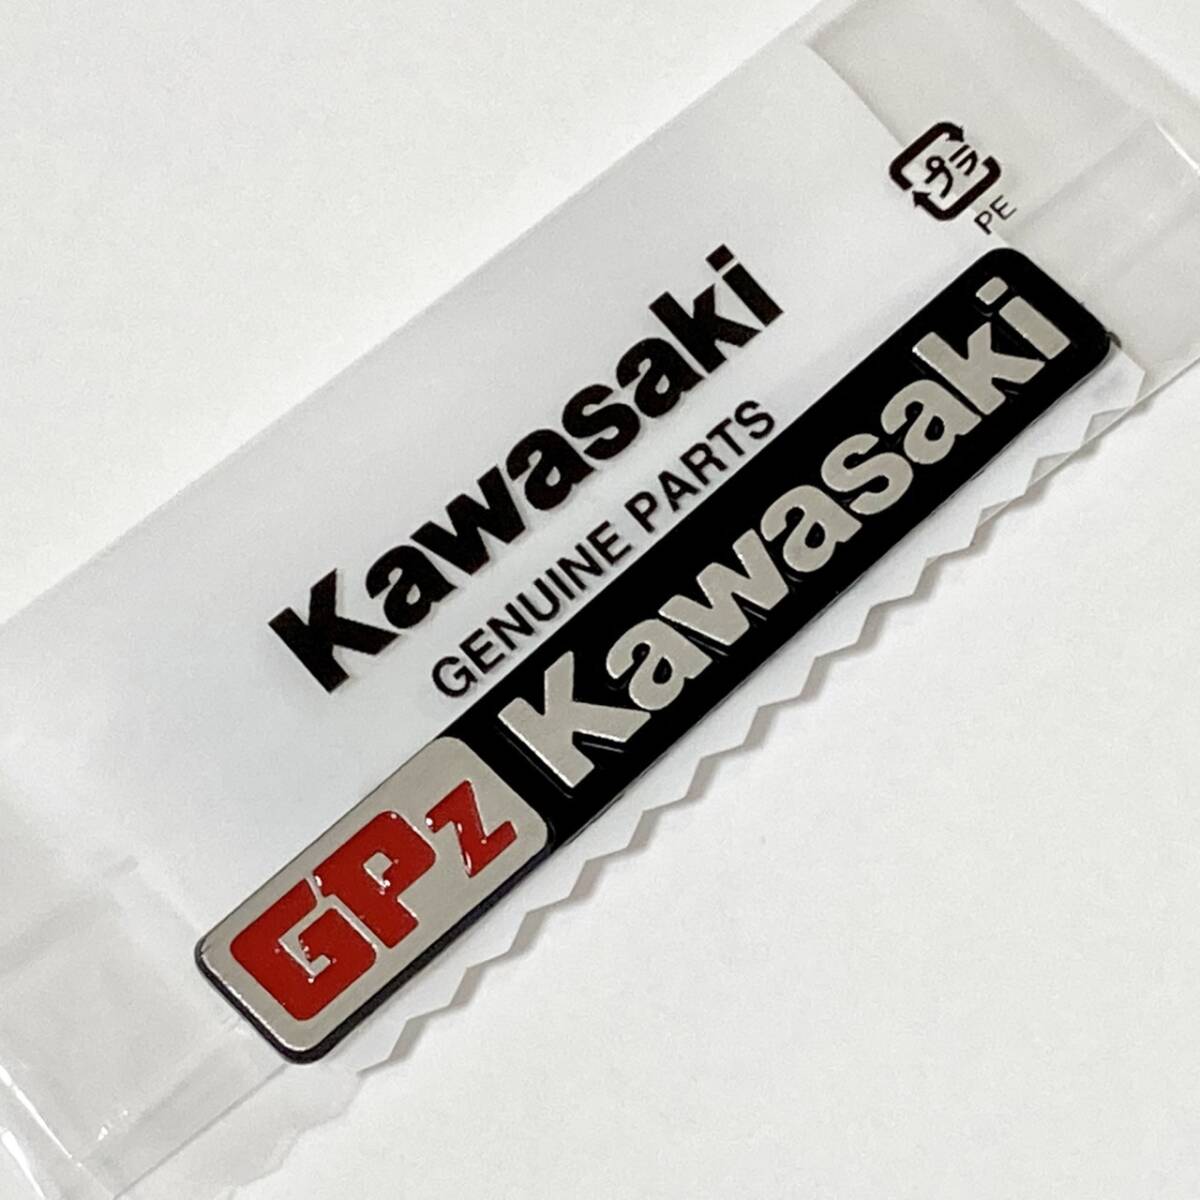 プラ
PE
Kawasaki
GENUINE PARTS
GPz Kawasaki